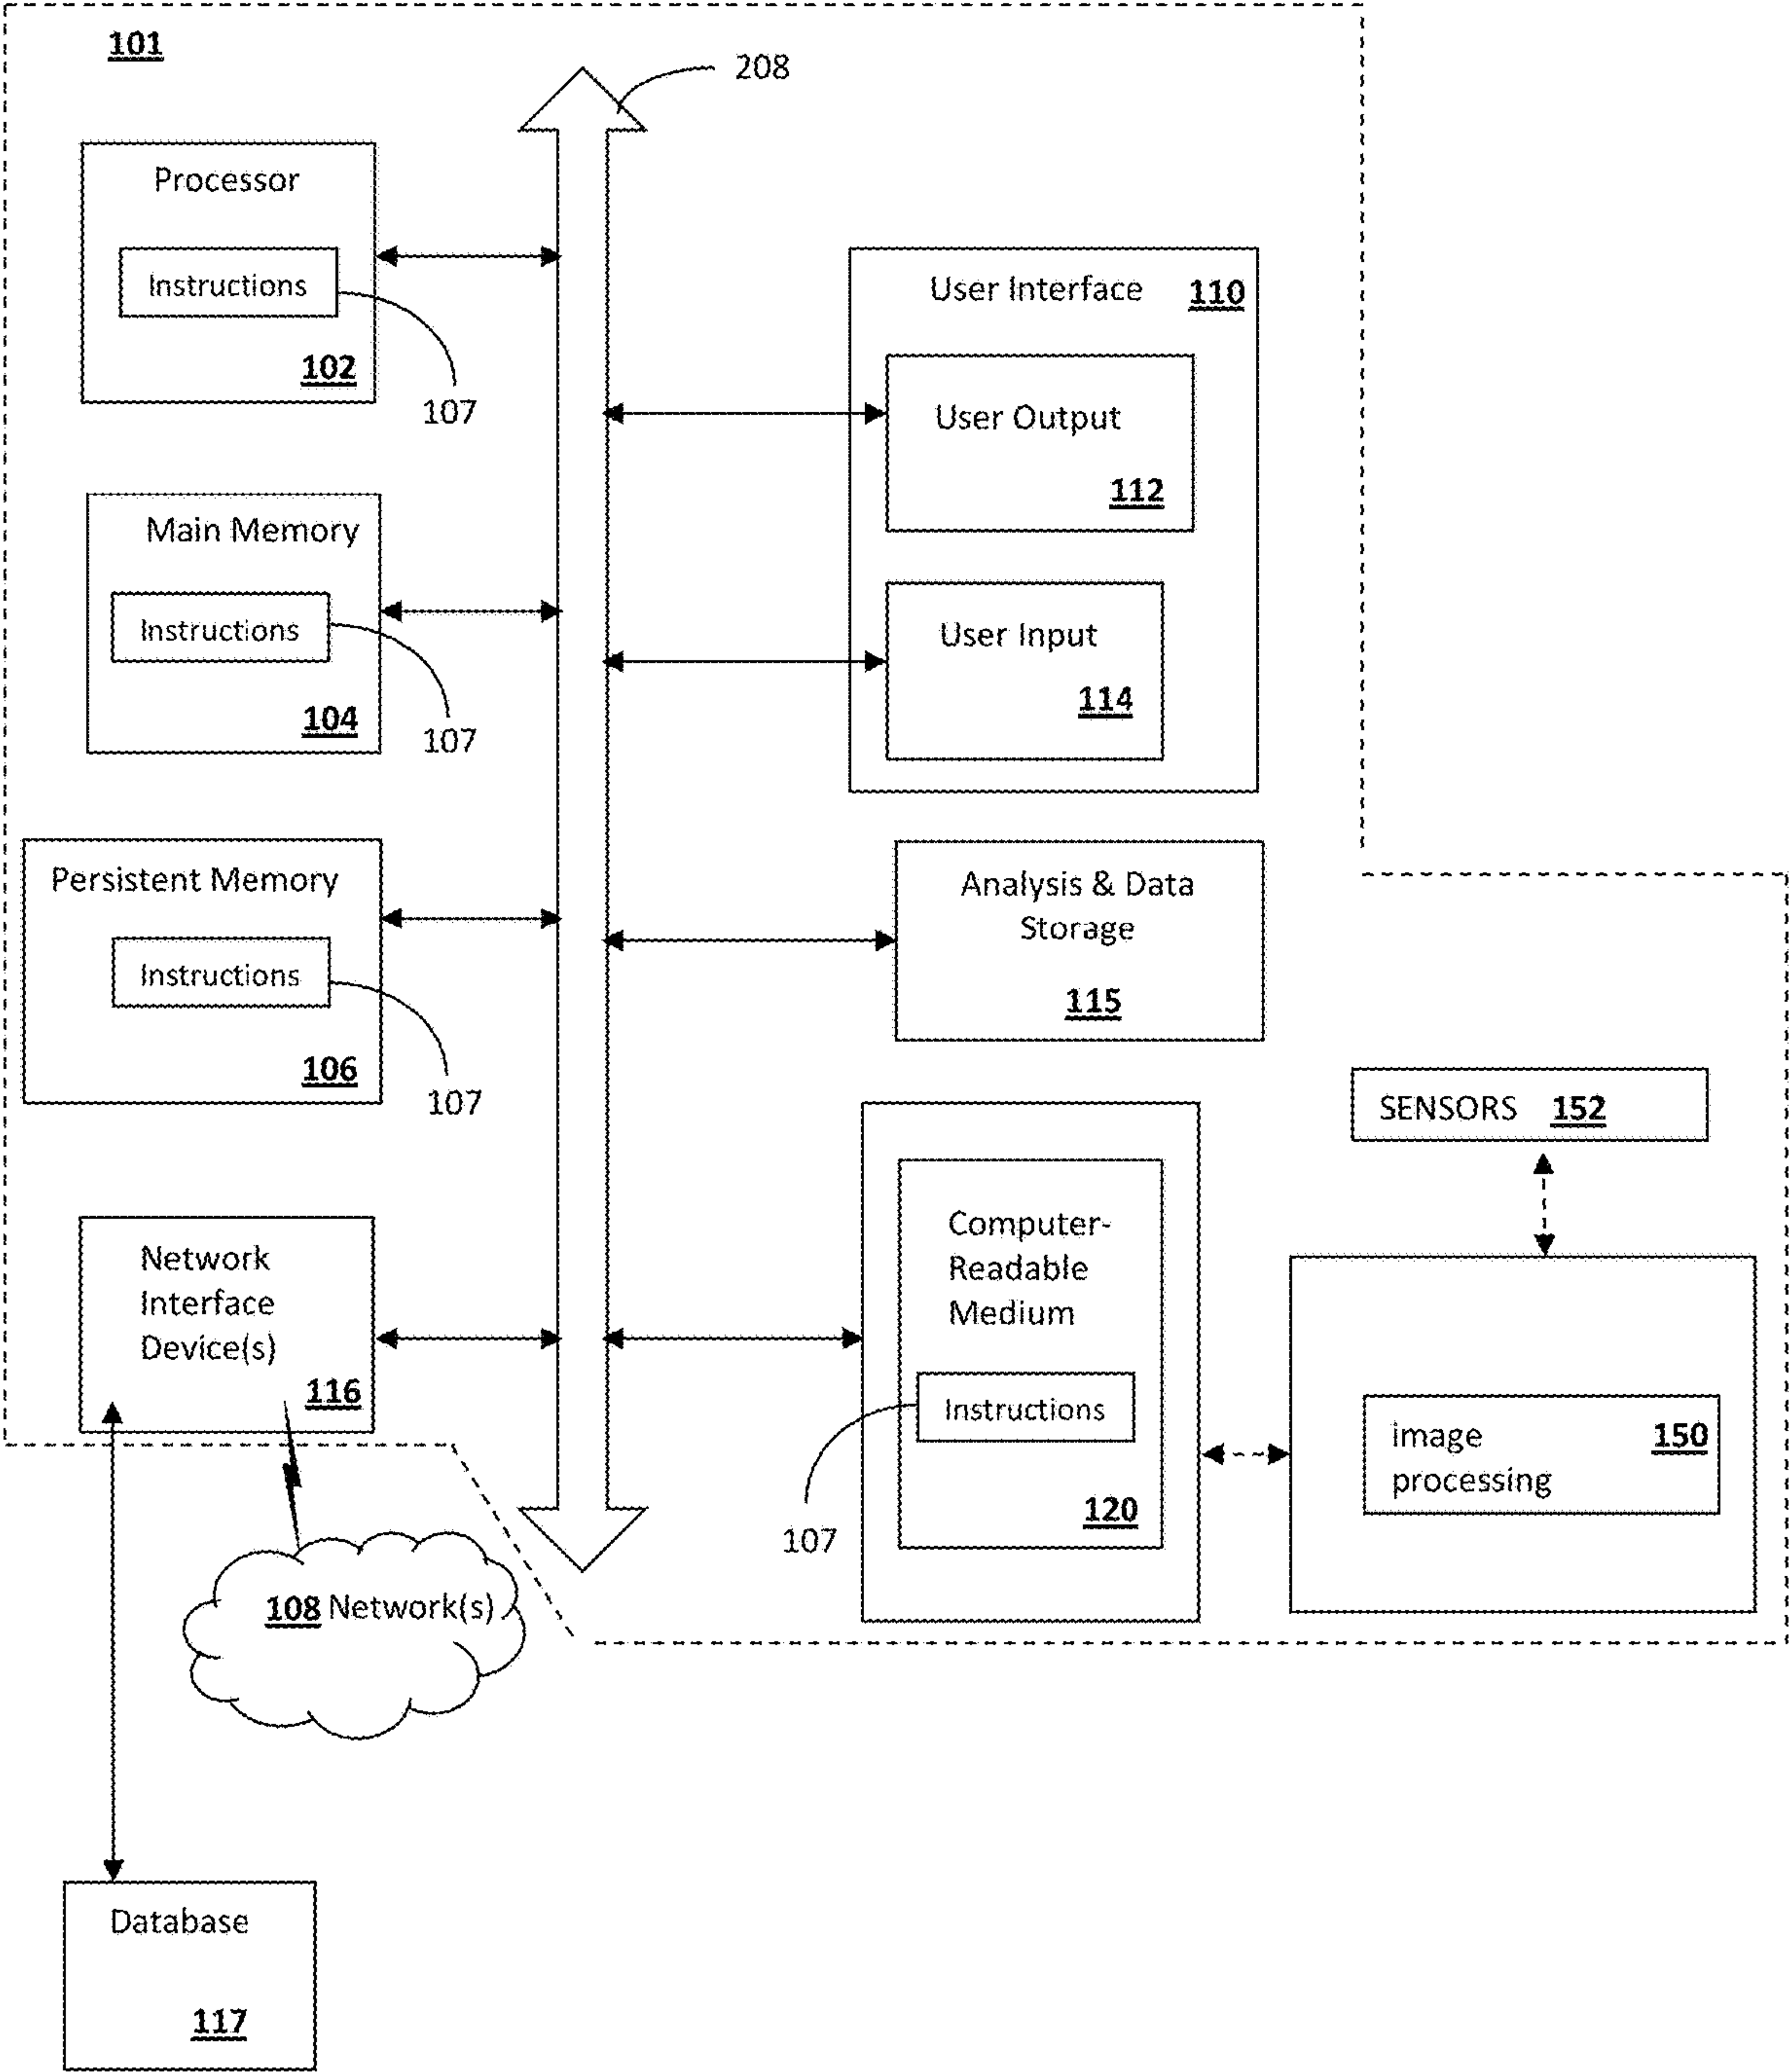 101
208
Processor
Instructions
102
107
User Interface 110
User Output
112
Main Memory
Instructions
104
107
User Input
114
Persistent Memory
Instructions
106
107
Analysis & Data
Storage
115
SENSORS 152
Network
Interface
Device(s)
116
Computer-
Readable
Medium
Instructions
107
120
image 150
processing
108 Network(s)
Database
117